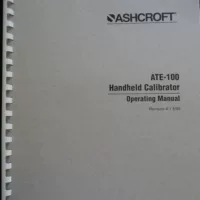 ASHCROFT
ATE-100
Handheld Calibrator
Operating Manual